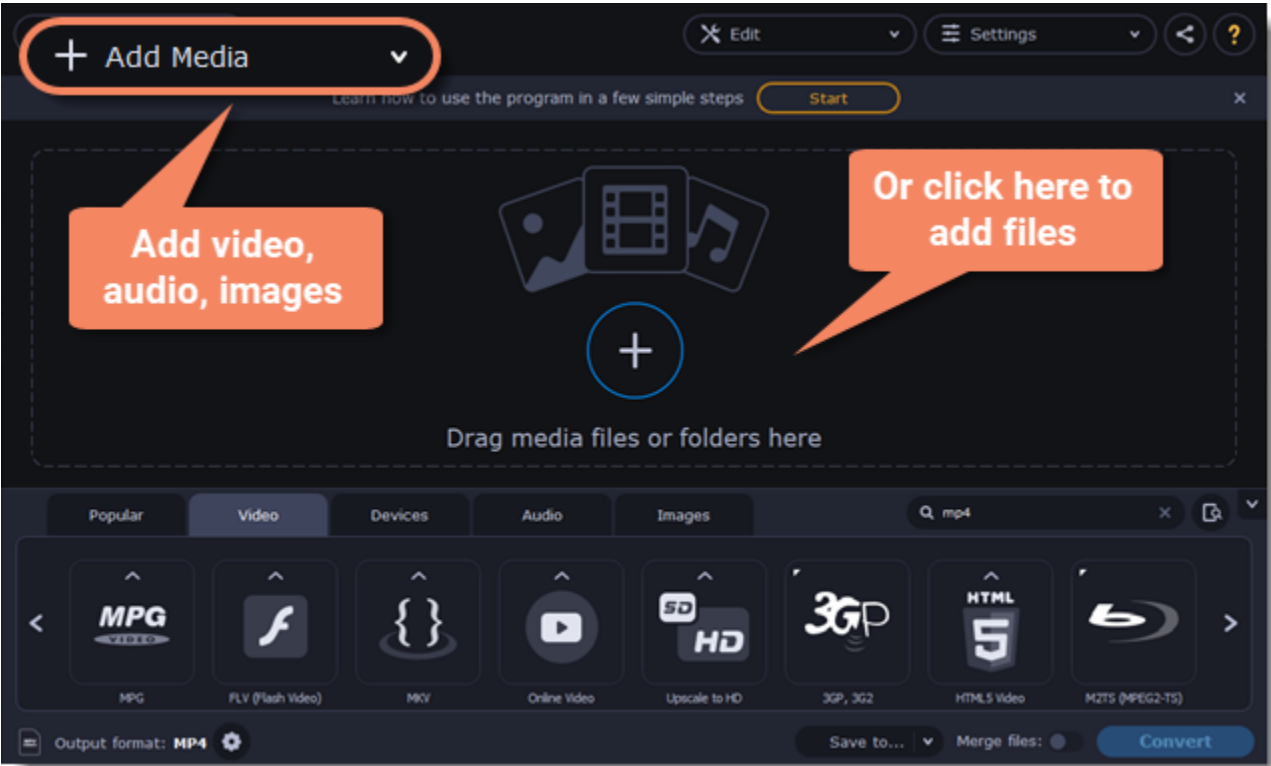 Add Media
Edit
Settings
?
Learn how to use the program in a few simple steps
Start
Add video,
audio, images
Or click here to
add files
Drag media files or folders here
Popular
Video
Devices
Audio
Images
mp4
MPG
VIDEO
SD
HD
3GP
HTML
5
MPG
FLV (Flash Video)
MKV
Online Video
Upscale to HD
3GP, 3G2
HTML5 Video
M2TS (MPEG2-TS)
Output format: MP4
Save to...
Merge files:
Convert